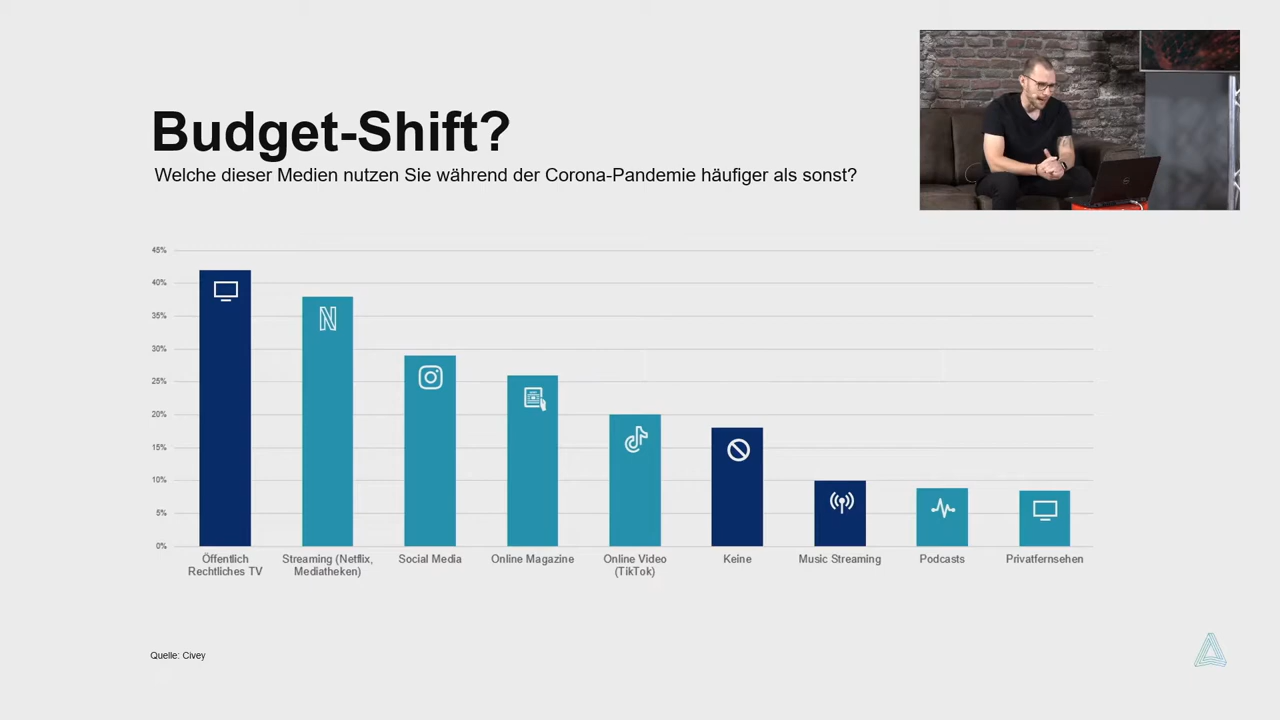 Budget-Shift?
Welche dieser Medien nutzen Sie während der Corona-Pandemie häufiger als sonst?
45%
40%
35%
30%
25%
20%
15%
10%
5%
0%
Öffentlich
Rechtliches TV
Streaming (Netflix,
Mediatheken)
Social Media
Online Magazine
Online Video
(TikTok)
Keine
Music Streaming
Podcasts
Privatfernsehen
Quelle: Civey